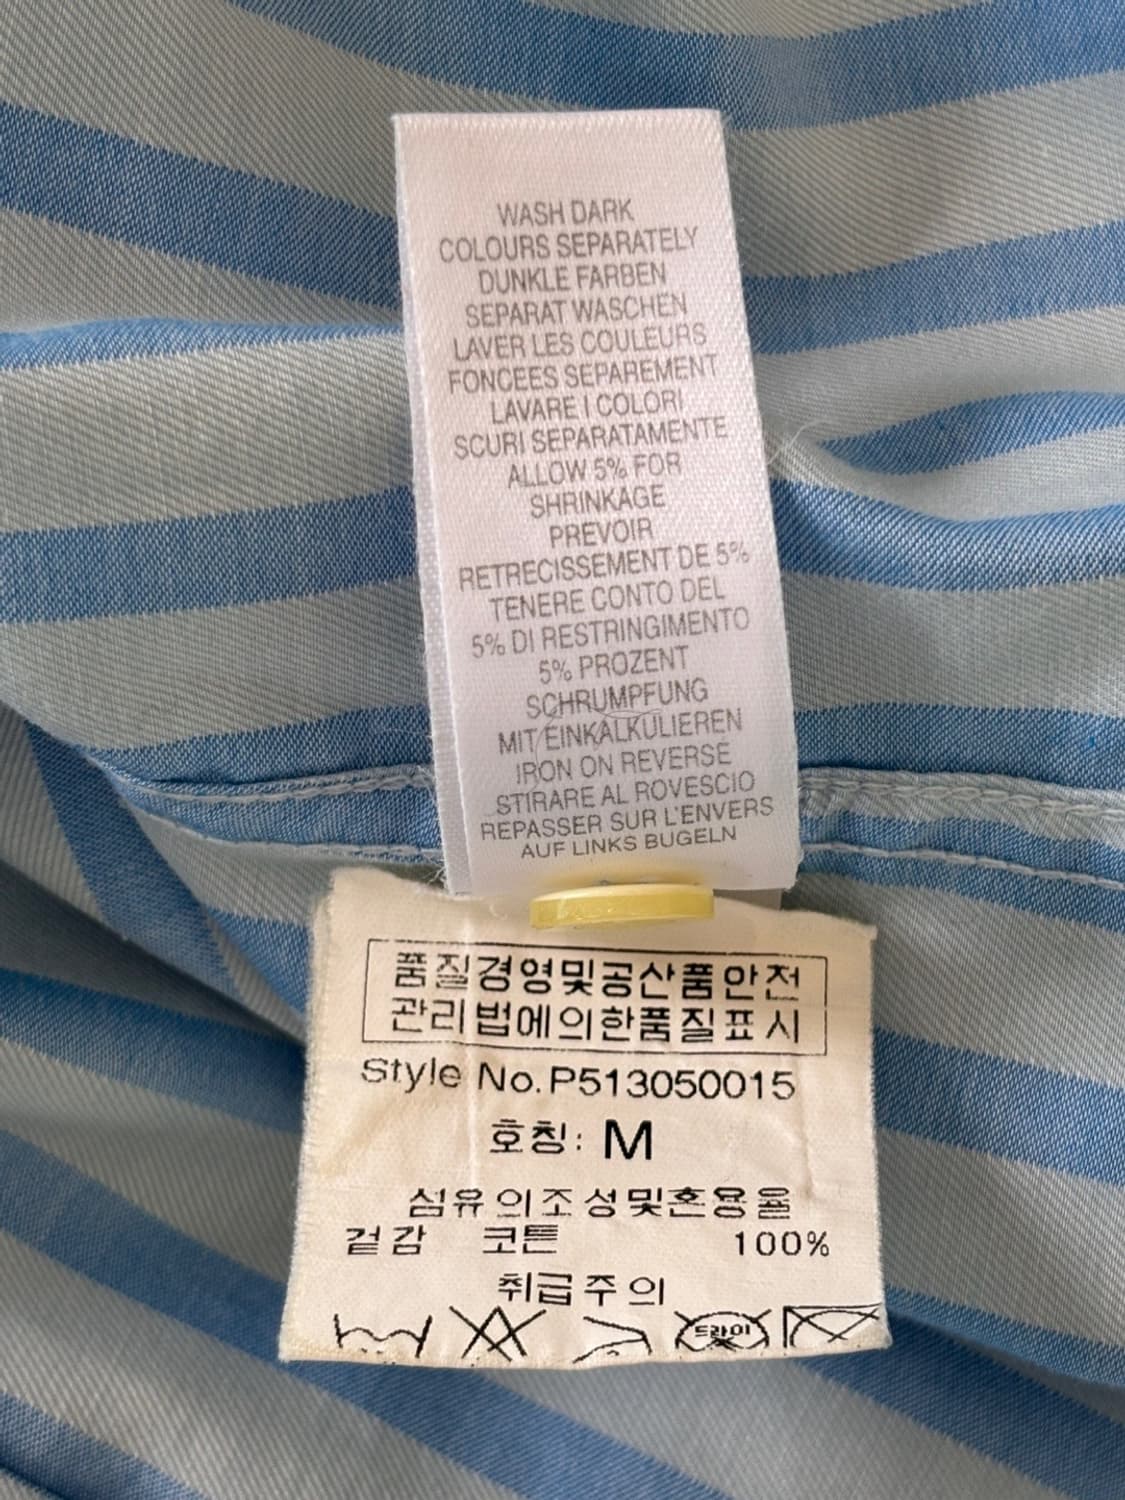 WASH DARK
COLOURS SEPARATELY
DUNKLE FARBEN
SEPARAT WASCHEN
LAVER LES COULEURS
FONCEES SEPAREMENT
LAVARE I COLORI
SCURI SEPARATAMENTE
ALLOW 5% FOR
SHRINKAGE
PREVOIR
RETRECISSEMENT DE 5%
TENERE CONTO DEL
5% DI RESTRINGIMENTO
5% PROZENT
SCHRUMPFUNG
MIT EINKALKULIEREN
IRON ON REVERSE
STIRARE AL ROVESCIO
REPASSER SUR L'ENVERS
AUF LINKS BUGELN
품질경영및공산품안전
관리법에의한품질표시
Style No.P513050015
호칭: M
섬유의조성및혼용율
겉감 코튼 100%
취급주의
드라이